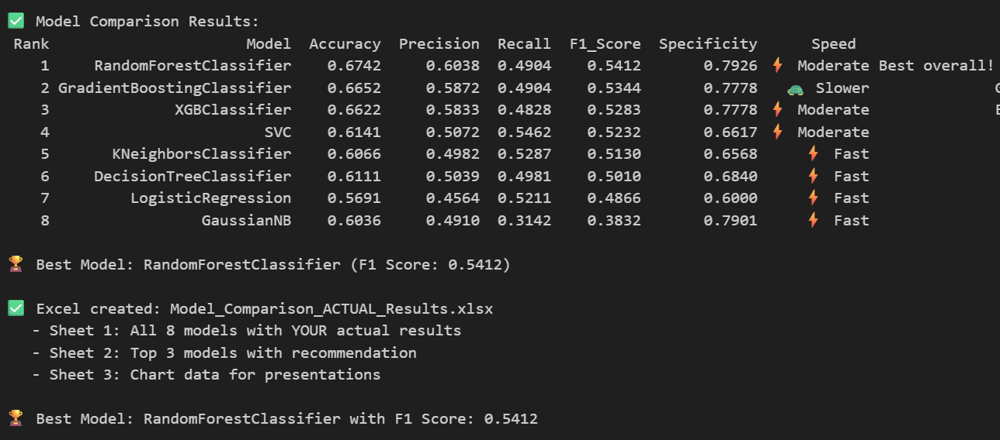 ✅ Model Comparison Results:
Rank Model Accuracy Precision Recall F1_Score Specificity Speed
1 RandomForestClassifier 0.6742 0.6038 0.4904 0.5412 0.7926 ⚡ Moderate Best overall!
2 GradientBoostingClassifier 0.6652 0.5872 0.4904 0.5344 0.7778 🐢 Slower
3 XGBClassifier 0.6622 0.5833 0.4828 0.5283 0.7778 ⚡ Moderate
4 SVC 0.6141 0.5072 0.5462 0.5232 0.6617 ⚡ Moderate
5 KNeighborsClassifier 0.6066 0.4982 0.5287 0.5130 0.6568 ⚡ Fast
6 DecisionTreeClassifier 0.6111 0.5039 0.4981 0.5010 0.6840 ⚡ Fast
7 LogisticRegression 0.5691 0.4564 0.5211 0.4866 0.6000 ⚡ Fast
8 GaussianNB 0.6036 0.4910 0.3142 0.3832 0.7901 ⚡ Fast
🏆 Best Model: RandomForestClassifier (F1 Score: 0.5412)
✅ Excel created: Model_Comparison_ACTUAL_Results.xlsx
- Sheet 1: All 8 models with YOUR actual results
- Sheet 2: Top 3 models with recommendation
- Sheet 3: Chart data for presentations
🏆 Best Model: RandomForestClassifier with F1 Score: 0.5412